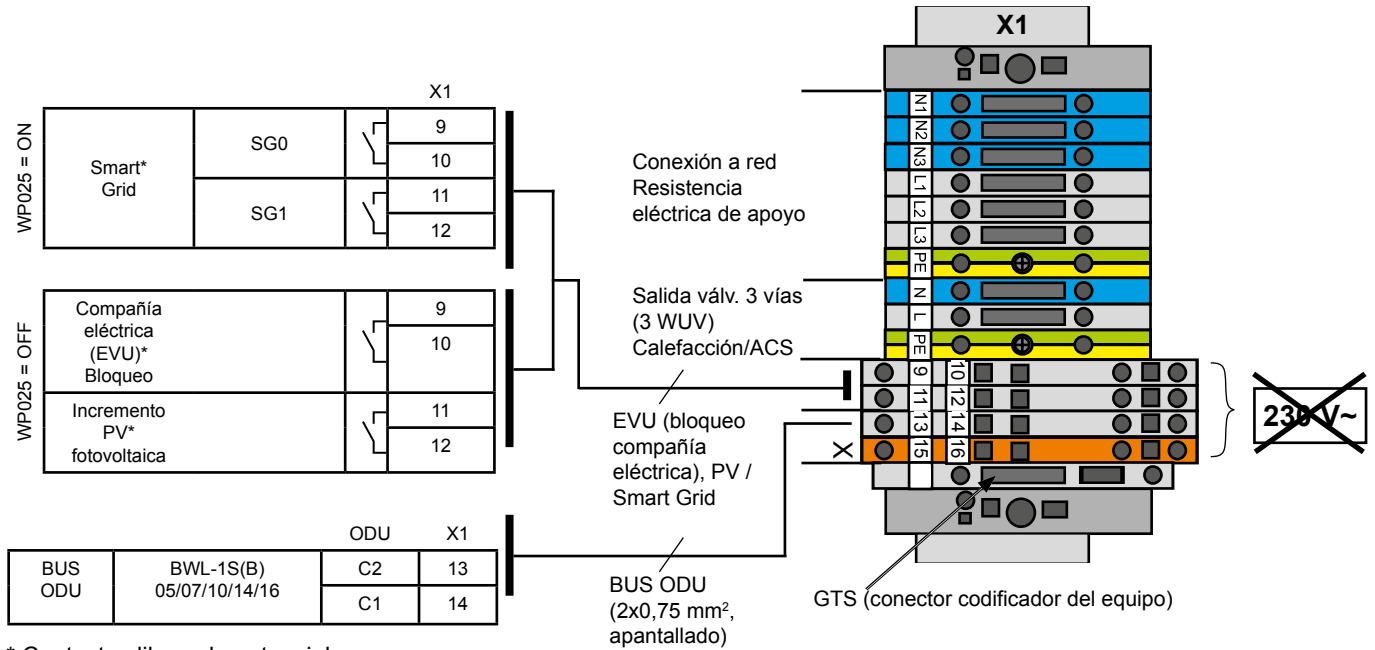 X1
WP025 = ON
Smart*
Grid
SG0
SG1
X1
9
10
11
12
WP025 = OFF
Compañía
eléctrica
(EVU)*
Bloqueo
9
10
Incremento
PV*
fotovoltaica
11
12
ODU
X1
BUS
ODU
BWL-1S(B)
05/07/10/14/16
C2
13
C1
14
Conexión a red
Resistencia
eléctrica de apoyo
Salida válv. 3 vías
(3 WUV)
Calefacción/ACS
EVU (bloqueo
compañía
eléctrica), PV /
Smart Grid
BUS ODU
(2x0,75 mm²,
apantallado)
N1
N2
N3
L1
L2
L3
PE
N
L
PE
9 10
11 12
13 14
X
15 16
230 V~
GTS (conector codificador del equipo)